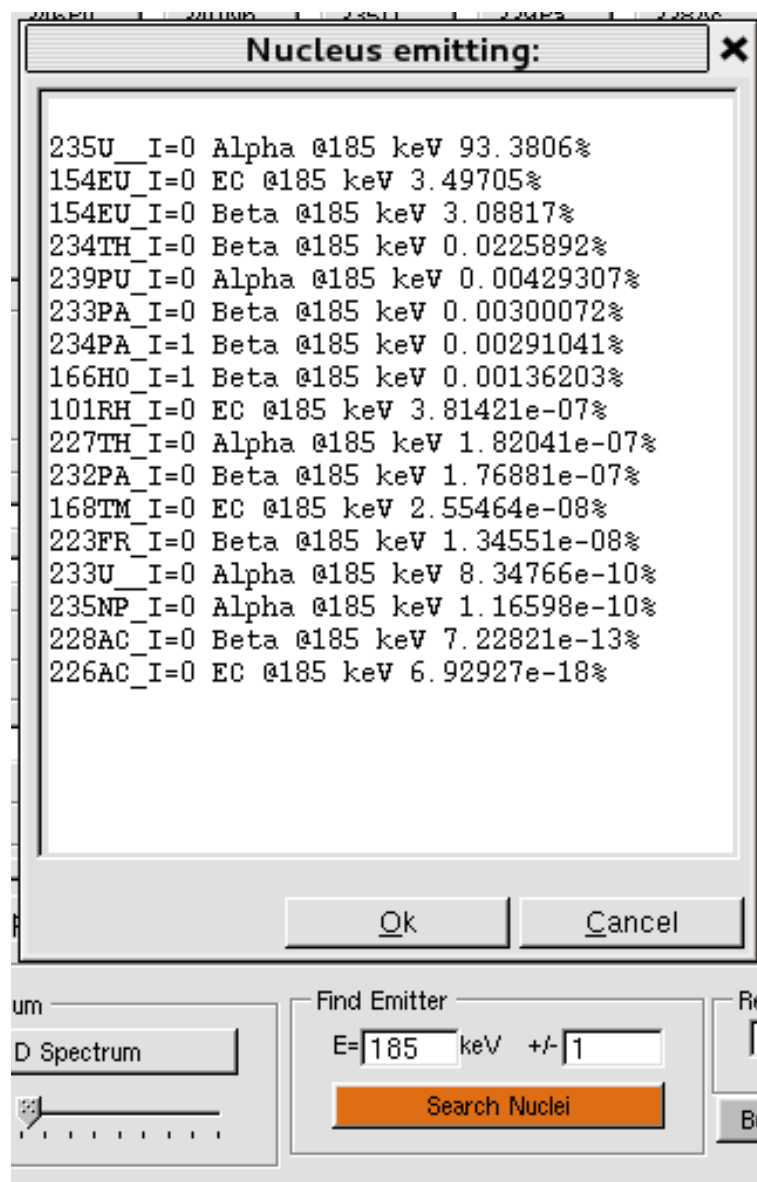 Nucleus emitting:
235U__I=0 Alpha @185 keV 93.3806%
154EU_I=0 EC @185 keV 3.49705%
154EU_I=0 Beta @185 keV 3.08817%
234TH_I=0 Beta @185 keV 0.0225892%
239PU_I=0 Alpha @185 keV 0.00429307%
233PA_I=0 Beta @185 keV 0.00300072%
234PA_I=1 Beta @185 keV 0.00291041%
166HO_I=1 Beta @185 keV 0.00136203%
101RH_I=0 EC @185 keV 3.81421e-07%
227TH_I=0 Alpha @185 keV 1.82041e-07%
232PA_I=0 Beta @185 keV 1.76881e-07%
168TM_I=0 EC @185 keV 2.55464e-08%
223FR_I=0 Beta @185 keV 1.34551e-08%
233U__I=0 Alpha @185 keV 8.34766e-10%
235NP_I=0 Alpha @185 keV 1.16598e-10%
228AC_I=0 Beta @185 keV 7.22821e-13%
226AC_I=0 EC @185 keV 6.92927e-18%
Ok Cancel
um Find Emitter Re
D Spectrum E= 185 keV +/- 1
Search Nuclei